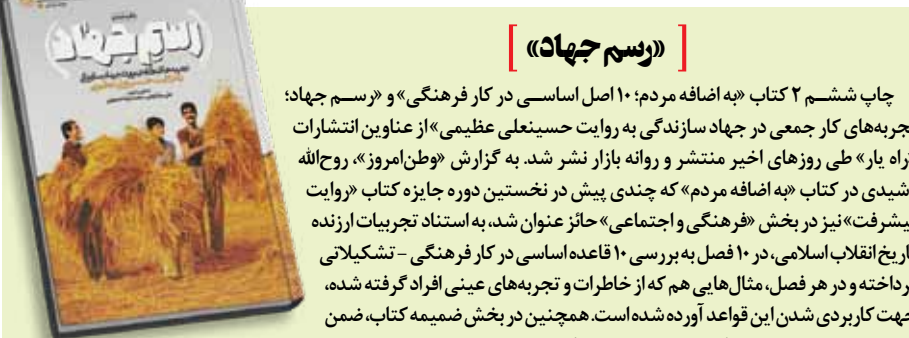 [ «رسم جهاد» ]
چاپ ششم ۲ کتاب «به اضافه مردم؛ ۱۰ اصل اساسی در کار فرهنگی» و «رسم جهاد؛
تجربه‌های کار جمعی در جهاد سازندگی به روایت حسینعلی عظیمی» از عناوین انتشارات
«راه یار» طی روزهای اخیر منتشر و روانه بازار نشر شد. به گزارش «وطن‌امروز»، روح‌الله
رشیدی در کتاب «به اضافه مردم» که چندی پیش در نخستین دوره جایزه کتاب «روایت
پیشرفت» نیز در بخش «فرهنگی و اجتماعی» حائز عنوان شد، به استناد تجربیات ارزنده
تاریخ انقلاب اسلامی، در ۱۰ فصل به بررسی ۱۰ قاعده اساسی در کار فرهنگی - تشکیلاتی
پرداخته و در هر فصل، مثال‌هایی هم که از خاطرات و تجربه‌های عینی افراد گرفته شده،
جهت کاربردی شدن این قواعد آورده شده است. همچنین در بخش ضمیمه کتاب، ضمن
رسم جهاد